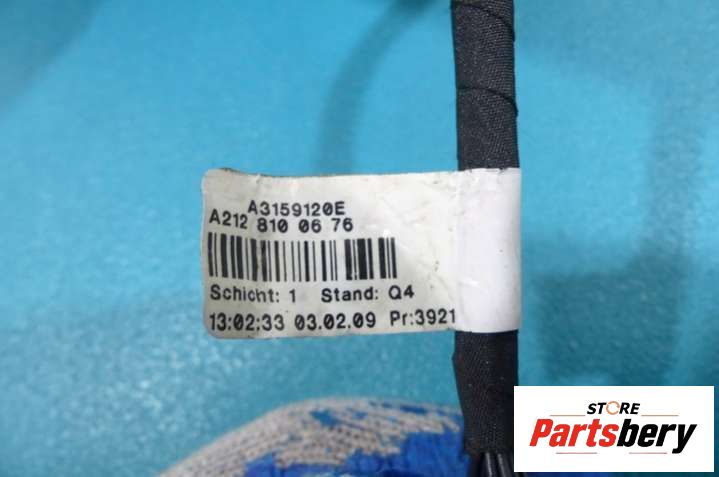 A3159120E
A212 810 06 76
Schicht: 1 Stand: Q4
13:02:33 03.02.09 Pr:3921
STORE
Partsbery